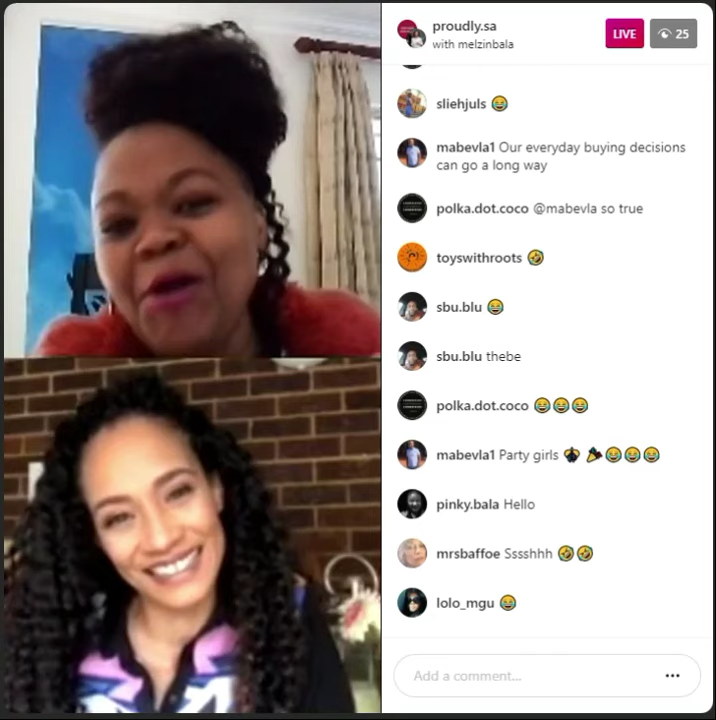 proudly.sa
with melzinbala
LIVE
25
sliehjuls 😂
mabevla1 Our everyday buying decisions
can go a long way
polka.dot.coco @mabevla so true
toyswithroots 🤣
sbu.blu 😂
sbu.blu thebe
polka.dot.coco 😂😂😂
mabevla1 Party girls 💃🎉😂😂😂
pinky.bala Hello
mrsbaffoe Sssshhh 🤣🤣
lolo_mgu 😂
Add a comment...